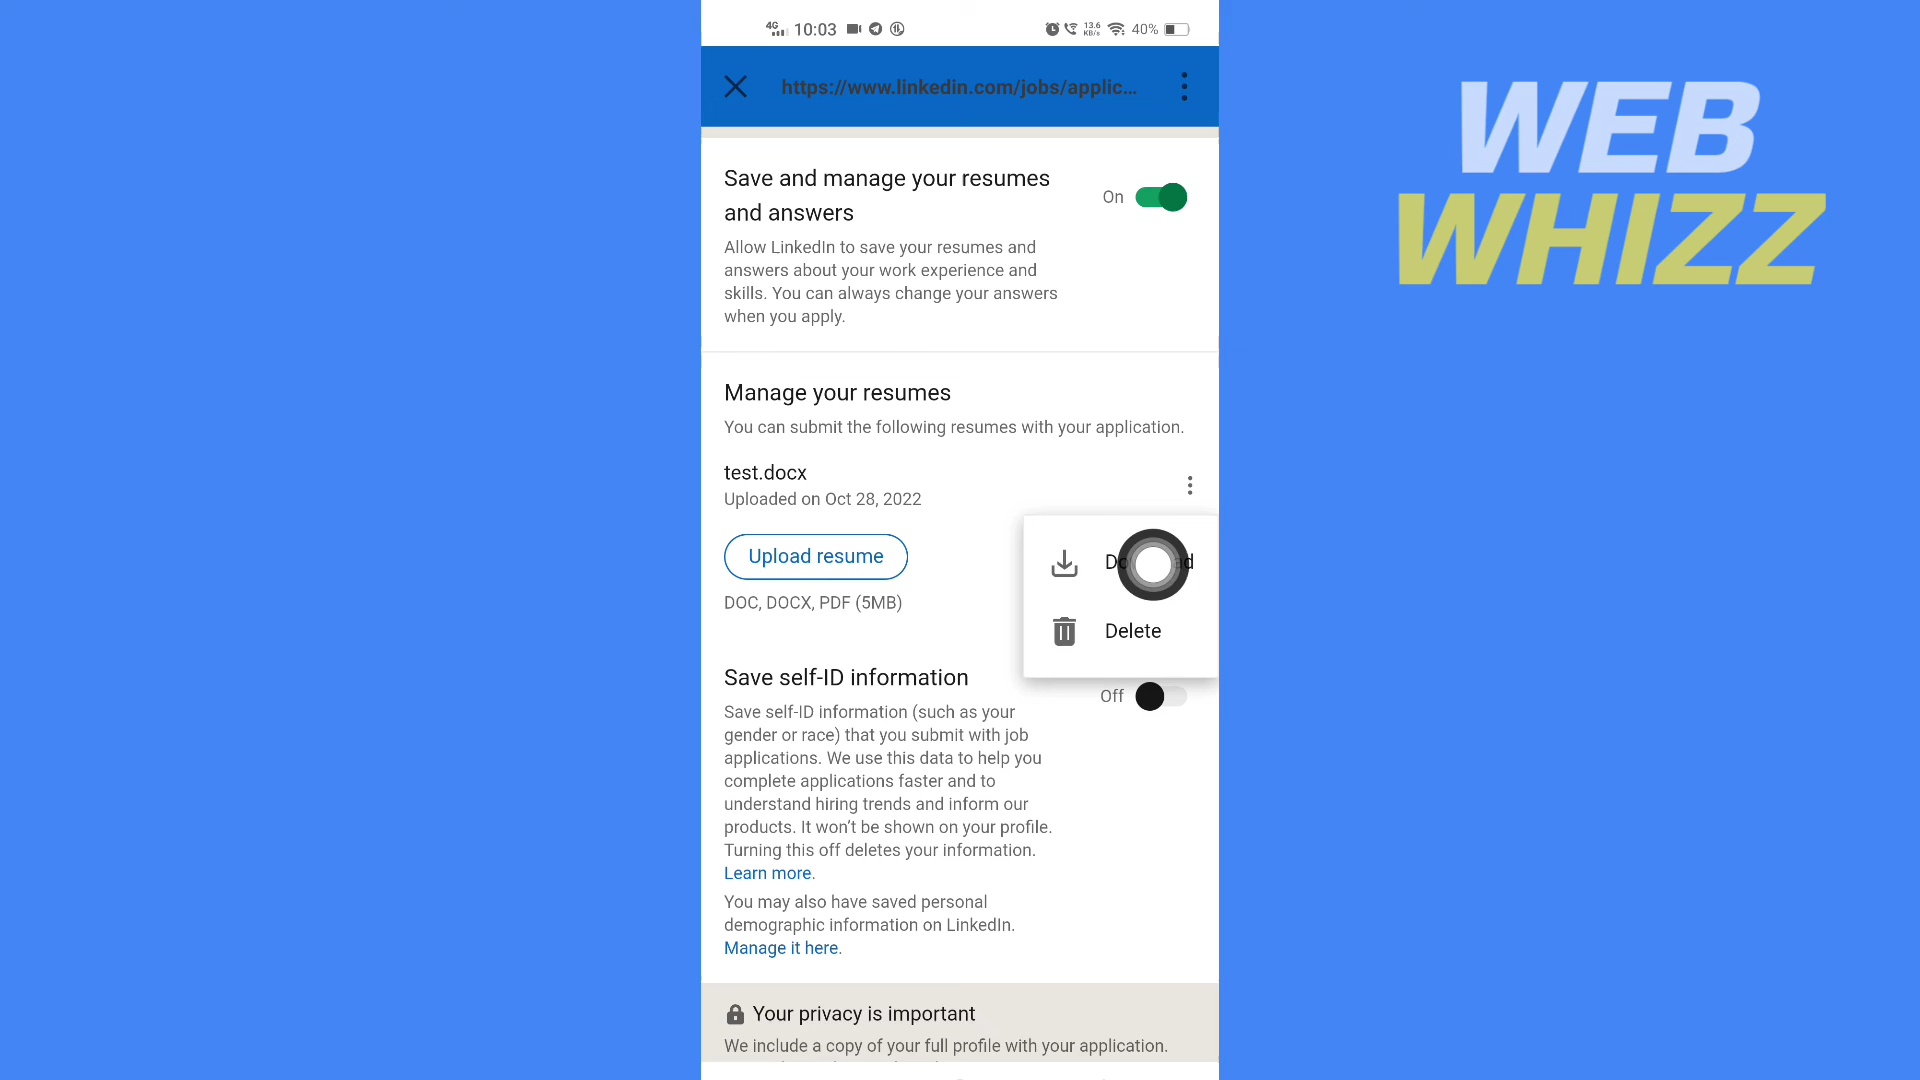 4G 10:03 13.6 KB/s 40%
https://www.linkedin.com/jobs/applic...
WEB
WHIZZ
Save and manage your resumes
and answers
On
Allow LinkedIn to save your resumes and
answers about your work experience and
skills. You can always change your answers
when you apply.
Manage your resumes
You can submit the following resumes with your application.
test.docx
Uploaded on Oct 28, 2022
Upload resume
DOC, DOCX, PDF (5MB)
Delete
Save self-ID information
Off
Save self-ID information (such as your
gender or race) that you submit with job
applications. We use this data to help you
complete applications faster and to
understand hiring trends and inform our
products. It won't be shown on your profile.
Turning this off deletes your information.
Learn more.
You may also have saved personal
demographic information on LinkedIn.
Manage it here.
Your privacy is important
We include a copy of your full profile with your application.